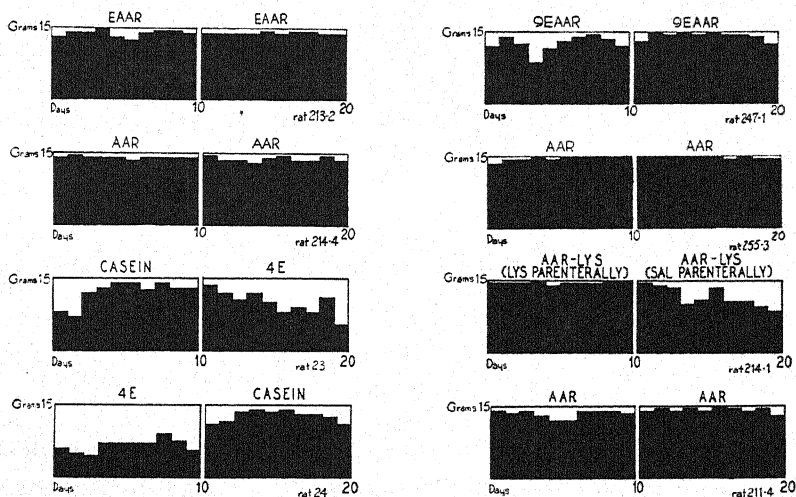 EAAR EAAR
Grams 15
Days 10 20
rat 213-2
AAR AAR
Grams 15
Days 10 20
rat 214-4
CASEIN 4E
Grams 15
Days 10 20
rat 23
4E CASEIN
Grams 15
Days 10 20
rat 24
9EAAR 9EAAR
Grams 15
Days 10 20
rat 247-1
AAR AAR
Grams 15
Days 10 20
rat 255-3
AAR-LYS AAR-LYS
(LYS PARENTERALLY) (SAL PARENTERALLY)
Grams 15
Days 10 20
rat 214-1
AAR AAR
Grams 15
Days 10 20
rat 211-4